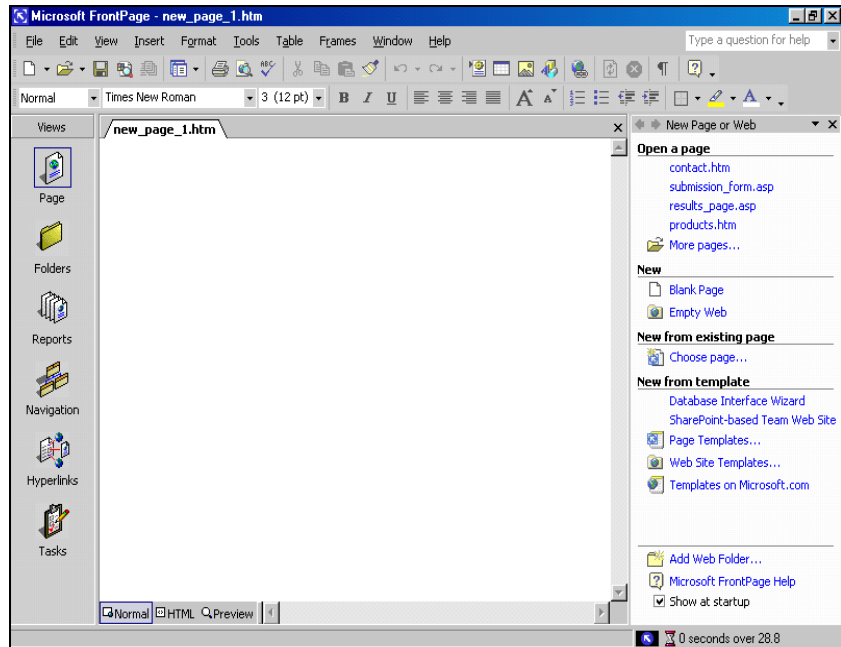 Microsoft FrontPage - new_page_1.htm
File Edit View Insert Format Tools Table Frames Window Help Type a question for help
Normal Times New Roman 3 (12 pt) B I U A A A
Views
new_page_1.htm
New Page or Web
Open a page
contact.htm
submission_form.asp
results_page.asp
products.htm
More pages...
New
Blank Page
Empty Web
New from existing page
Choose page...
New from template
Database Interface Wizard
SharePoint-based Team Web Site
Page Templates...
Web Site Templates...
Templates on Microsoft.com
Add Web Folder...
Microsoft FrontPage Help
Show at startup
Page
Folders
Reports
Navigation
Hyperlinks
Tasks
Normal HTML Preview
0 seconds over 28.8